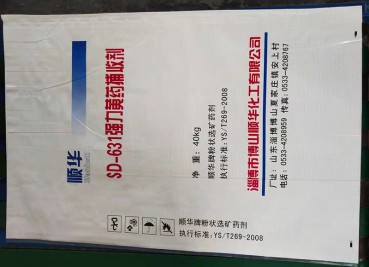 顺华
SD-631强力黄药捕收剂
净 重: 40kg
顺华牌粉状选矿药剂
执行标准: YS/T269-2008
淄博市博山顺华化工有限公司
厂址: 山东淄博博山夏家庄镇安上村
电话: 0533-4208959 传真: 0533-4208767
顺华牌粉状选矿药剂
执行标准: YS/T269-2008